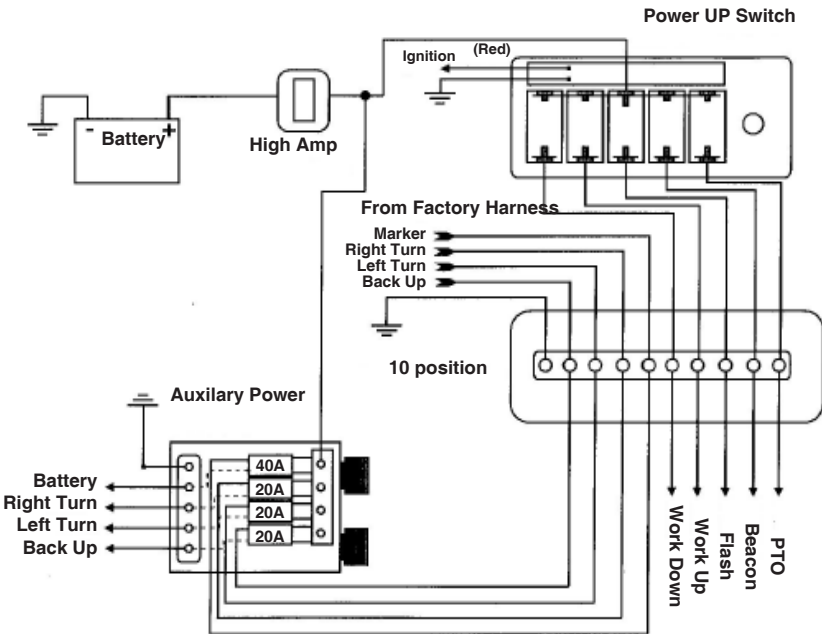 Power UP Switch
Ignition
(Red)
- Battery +
High Amp
From Factory Harness
Marker
Right Turn
Left Turn
Back Up
10 position
Auxilary Power
40A
20A
20A
20A
Battery
Right Turn
Left Turn
Back Up
Work Down
Work Up
Flash
Beacon
PTO